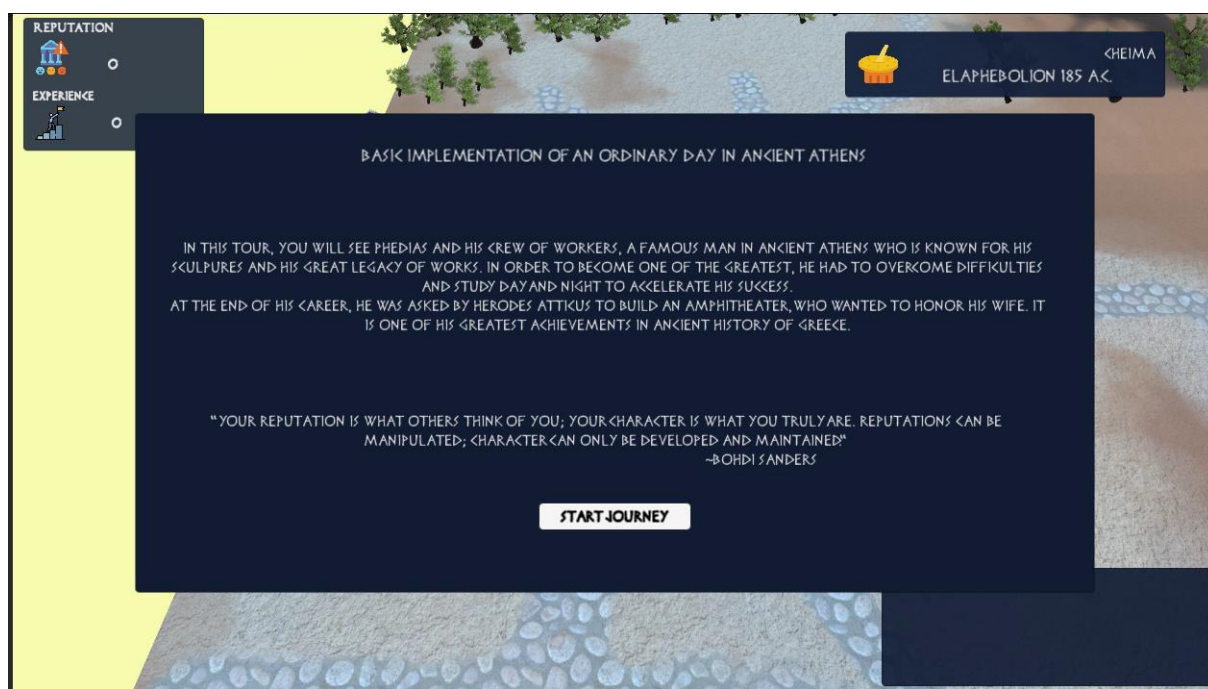 REPUTATION
0
EXPERIENCE
0
CHEIMA
ELAPHEBOLION 185 A.C.
BASIC IMPLEMENTATION OF AN ORDINARY DAY IN ANCIENT ATHENS
IN THIS TOUR, YOU WILL SEE PHEDIAS AND HIS CREW OF WORKERS, A FAMOUS MAN IN ANCIENT ATHENS WHO IS KNOWN FOR HIS
SCULPURES AND HIS GREAT LEGACY OF WORKS. IN ORDER TO BECOME ONE OF THE GREATEST, HE HAD TO OVERCOME DIFFICULTIES
AND STUDY DAY AND NIGHT TO ACCELERATE HIS SUCCESS.
AT THE END OF HIS CAREER, HE WAS ASKED BY HERODES ATTICUS TO BUILD AN AMPHITHEATER, WHO WANTED TO HONOR HIS WIFE. IT
IS ONE OF HIS GREATEST ACHIEVEMENTS IN ANCIENT HISTORY OF GREECE.
"YOUR REPUTATION IS WHAT OTHERS THINK OF YOU; YOUR CHARACTER IS WHAT YOU TRULY ARE. REPUTATIONS CAN BE
MANIPULATED; CHARACTER CAN ONLY BE DEVELOPED AND MAINTAINED."
~BOHDI SANDERS
START JOURNEY